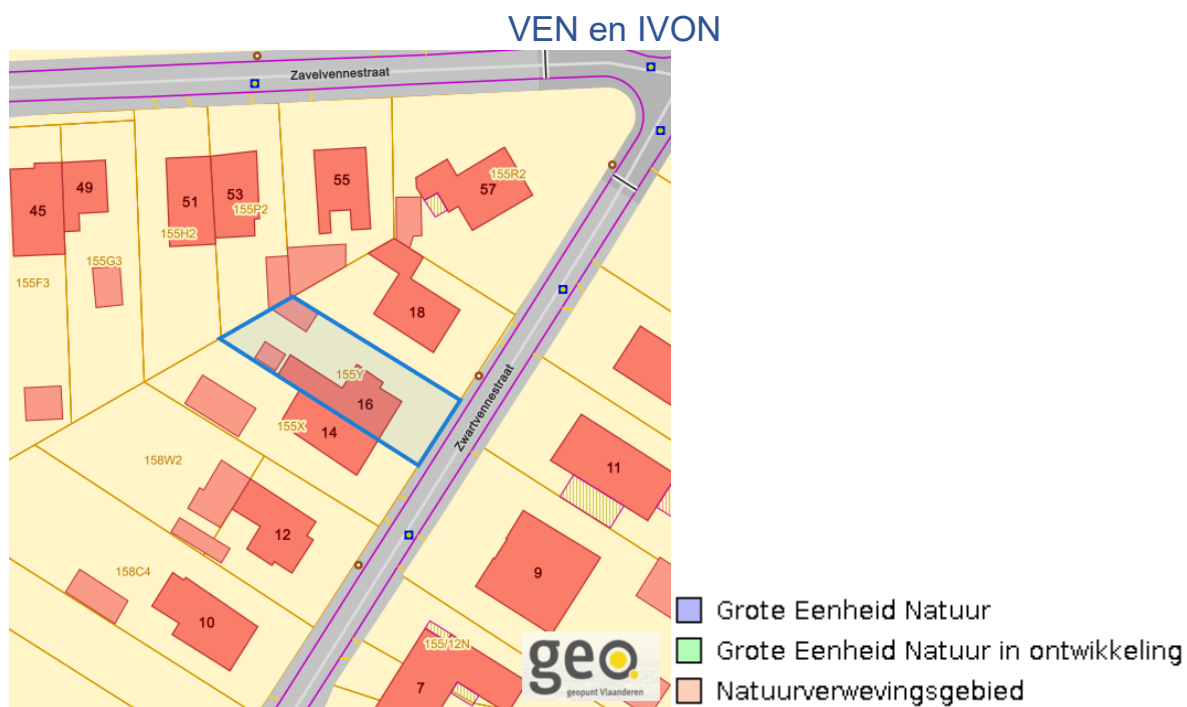 VEN en IVON
Zavelvennestraat
45
49
51
53
55
57
155R2
155P2
155H2
155G3
155F3
18
155Y
16
155X
14
Zwartvennestraat
158W2
11
12
9
158C4
10
155/12N
7
geo
geopunt Vlaanderen
Grote Eenheid Natuur
Grote Eenheid Natuur in ontwikkeling
Natuurverwevingsgebied